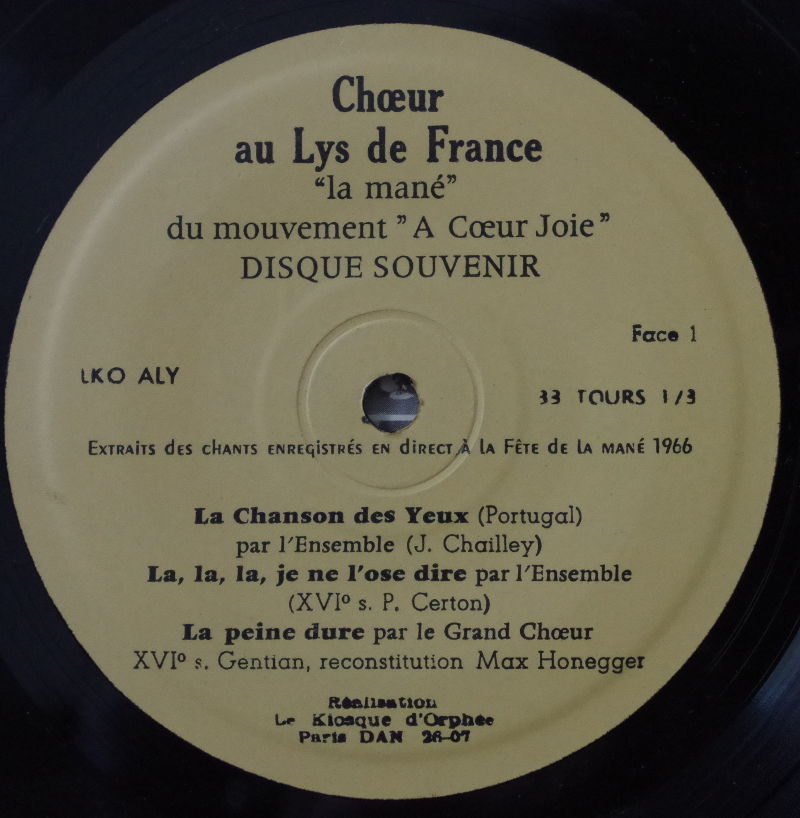 Chœur
au Lys de France
“la mané”
du mouvement ” A Cœur Joie ”
DISQUE SOUVENIR
Face 1
LKO ALY
33 TOURS 1/3
Extraits des chants enregistrés en direct à la Fête de la mané 1966
La Chanson des Yeux (Portugal)
par l'Ensemble (J. Chailley)
La, la, la, je ne l'ose dire par l'Ensemble
(XVIº s. P. Certon)
La peine dure par le Grand Chœur
XVIº s. Gentian, reconstitution Max Honegger
Réalisation
Le Kiosque d'Orphée
Paris DAN 26-07